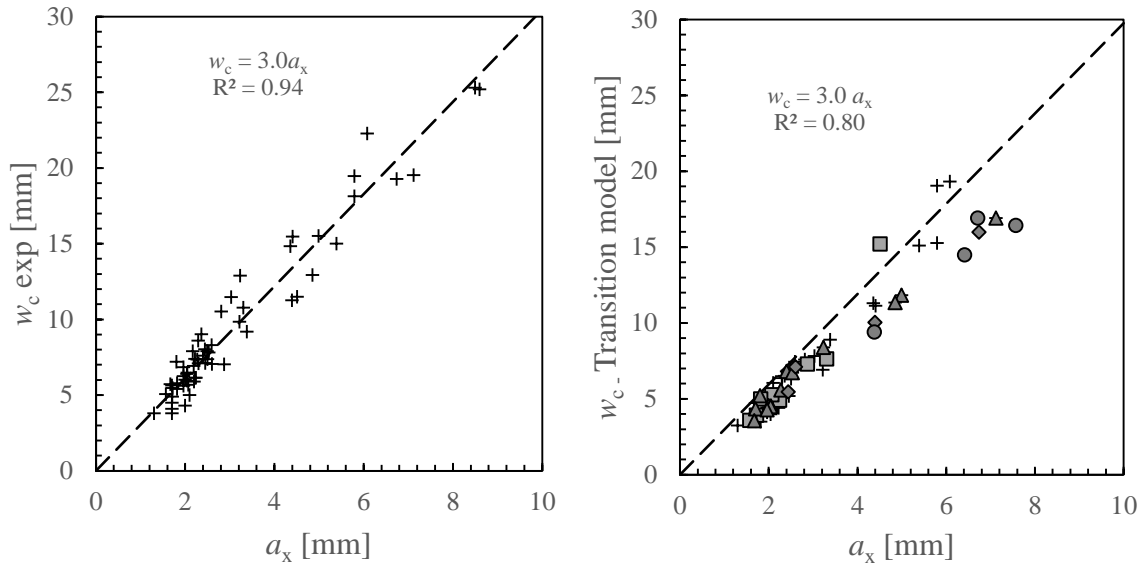 30
25
20
15
10
5
0
w_c exp [mm]
w_c = 3.0a_x
R² = 0.94
0 2 4 6 8 10
a_x [mm]
30
25
20
15
10
5
0
w_c - Transition model [mm]
w_c = 3.0 a_x
R² = 0.80
0 2 4 6 8 10
a_x [mm]